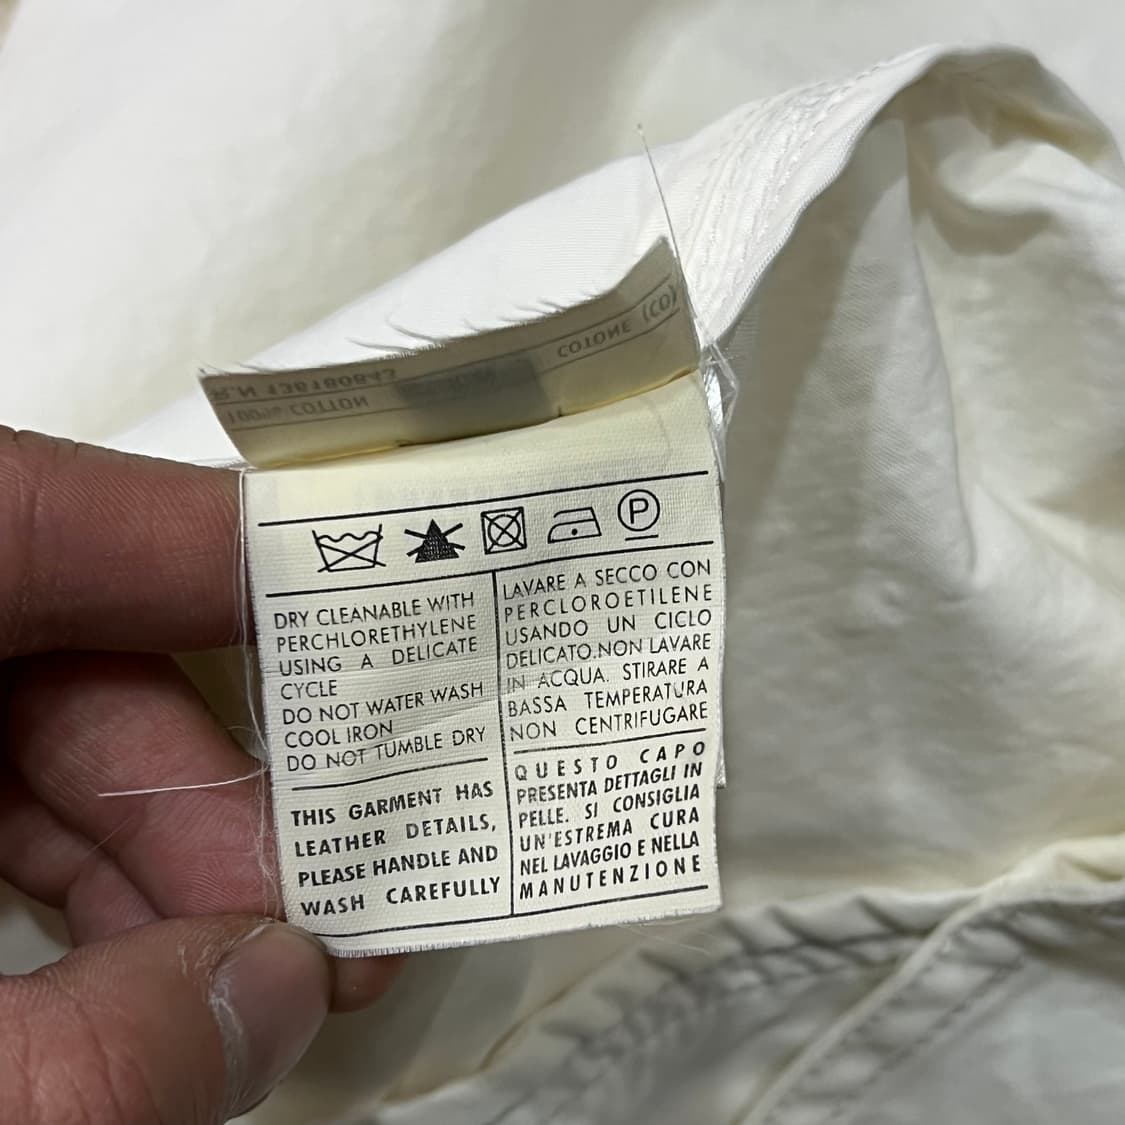 R.N 136180843
100% COTTON
COTONE (CO)
P
DRY CLEANABLE WITH
PERCHLORETHYLENE
USING A DELICATE
CYCLE
DO NOT WATER WASH
COOL IRON
DO NOT TUMBLE DRY
THIS GARMENT HAS
LEATHER DETAILS,
PLEASE HANDLE AND
WASH CAREFULLY
LAVARE A SECCO CON
PERCLOROETILENE
USANDO UN CICLO
DELICATO.NON LAVARE
IN ACQUA. STIRARE A
BASSA TEMPERATURA
NON CENTRIFUGARE
QUESTO CAPO
PRESENTA DETTAGLI IN
PELLE. SI CONSIGLIA
UN'ESTREMA CURA
NEL LAVAGGIO E NELLA
MANUTENZIONE